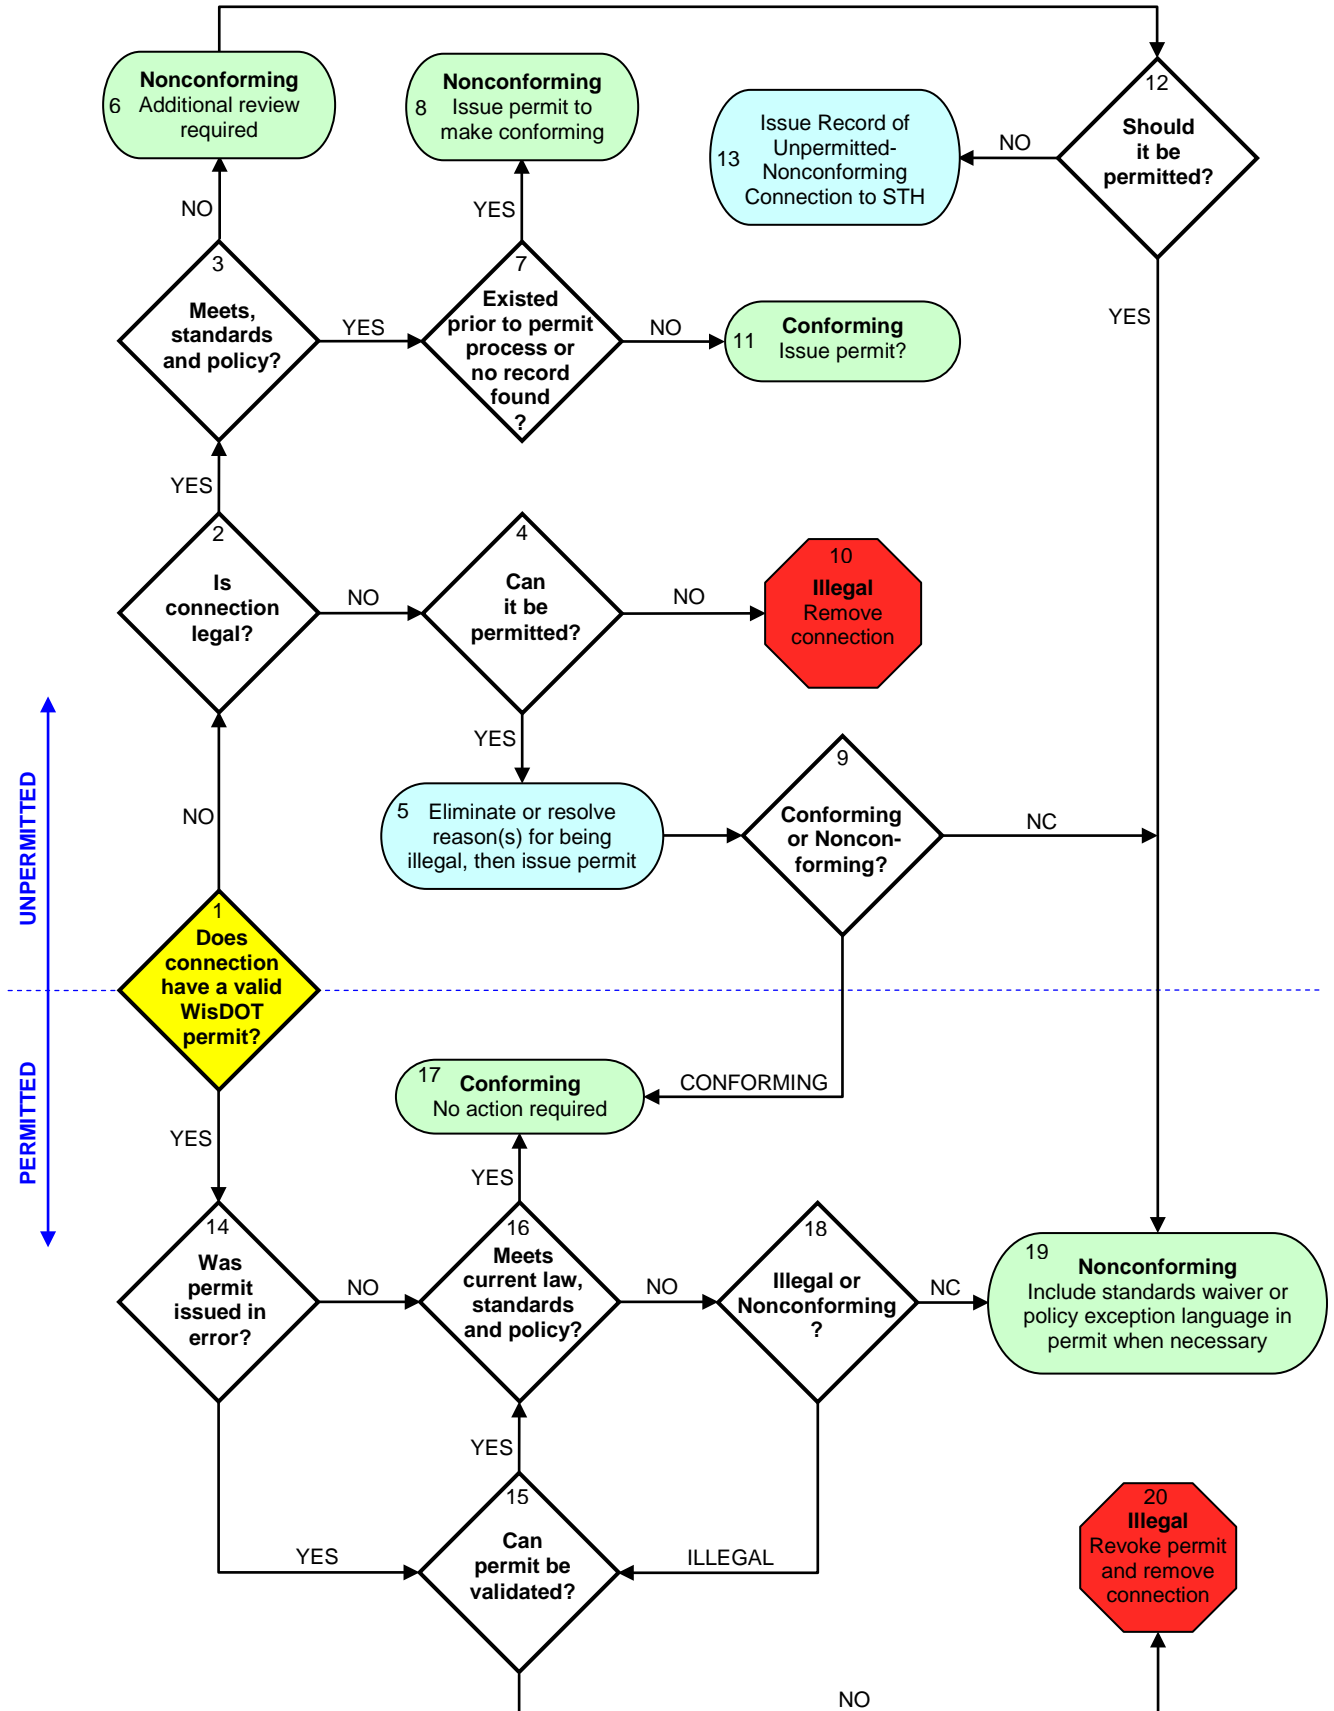 6
Nonconforming
Additional review
required
8
Nonconforming
Issue permit to
make conforming
13
Issue Record of
Unpermitted-
Nonconforming
Connection to STH
NO
12
Should
it be
permitted?
NO
YES
YES
3
Meets,
standards
and policy?
YES
7
Existed
prior to permit
process or
no record
found
?
NO
11
Conforming
Issue permit?
YES
2
Is
connection
legal?
NO
4
Can
it be
permitted?
NO
10
Illegal
Remove
connection
YES
UNPERMITTED
NO
5
Eliminate or resolve
reason(s) for being
illegal, then issue permit
9
Conforming
or Noncon-
forming?
NC
1
Does
connection
have a valid
WisDOT
permit?
PERMITTED
17
Conforming
No action required
CONFORMING
YES
YES
14
Was
permit
issued in
error?
NO
16
Meets
current law,
standards
and policy?
NO
18
Illegal or
Nonconforming
?
NC
19
Nonconforming
Include standards waiver or
policy exception language in
permit when necessary
YES
YES
15
Can
permit be
validated?
ILLEGAL
20
Illegal
Revoke permit
and remove
connection
NO